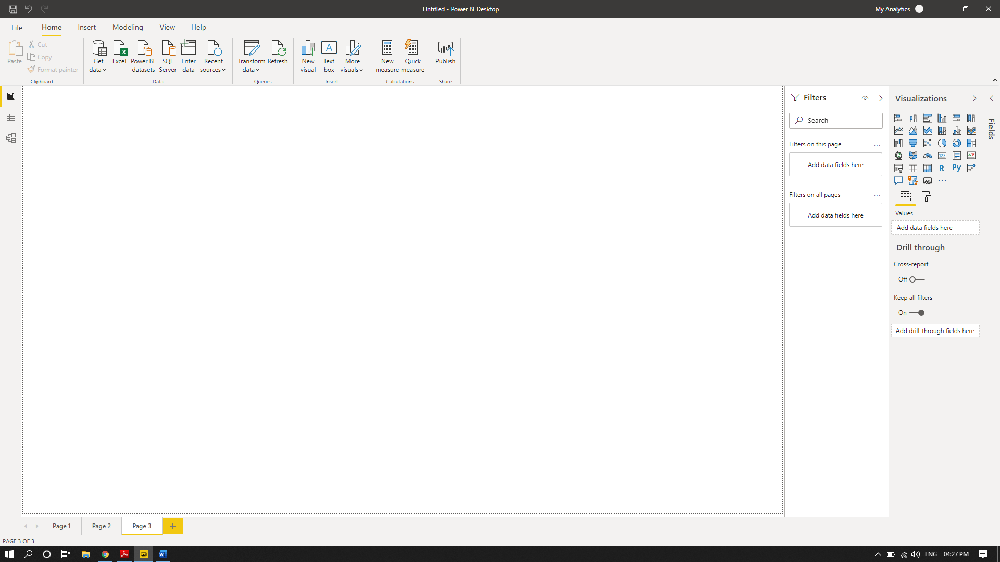 Untitled - Power BI Desktop
My Analytics
File Home Insert Modeling View Help
Paste
Cut
Copy
Format painter
Clipboard
Get data
Excel
Power BI datasets
SQL Server
Enter data
Recent sources
Data
Transform data
Refresh
Queries
New visual
Text box
More visuals
Insert
New measure
Quick measure
Calculations
Publish
Share
Filters
Search
Filters on this page
Add data fields here
Filters on all pages
Add data fields here
Visualizations
123
R
Py
Values
Add data fields here
Drill through
Cross-report
Off
Keep all filters
On
Add drill-through fields here
Fields
Page 1
Page 2
Page 3
PAGE 3 OF 3
ENG
04:27 PM